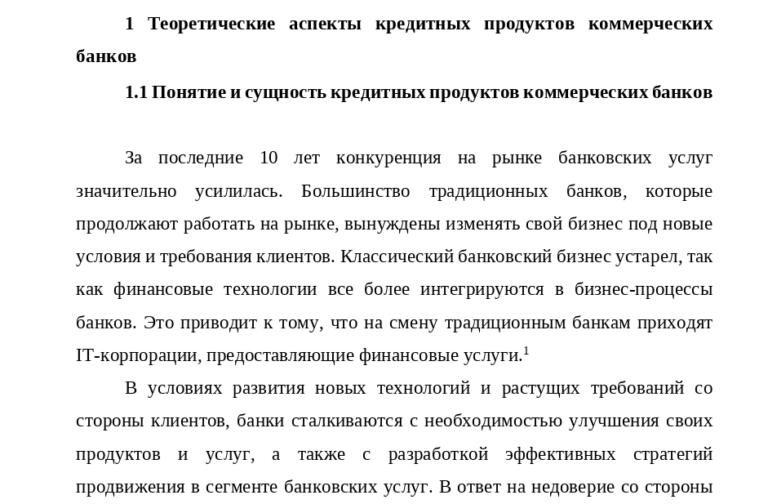 1 Теоретические аспекты кредитных продуктов коммерческих
банков
1.1 Понятие и сущность кредитных продуктов коммерческих банков
За последние 10 лет конкуренция на рынке банковских услуг
значительно усилилась. Большинство традиционных банков, которые
продолжают работать на рынке, вынуждены изменять свой бизнес под новые
условия и требования клиентов. Классический банковский бизнес устарел, так
как финансовые технологии все более интегрируются в бизнес-процессы
банков. Это приводит к тому, что на смену традиционным банкам приходят
IT-корпорации, предоставляющие финансовые услуги.¹
В условиях развития новых технологий и растущих требований со
стороны клиентов, банки сталкиваются с необходимостью улучшения своих
продуктов и услуг, а также с разработкой эффективных стратегий
продвижения в сегменте банковских услуг. В ответ на недоверие со стороны